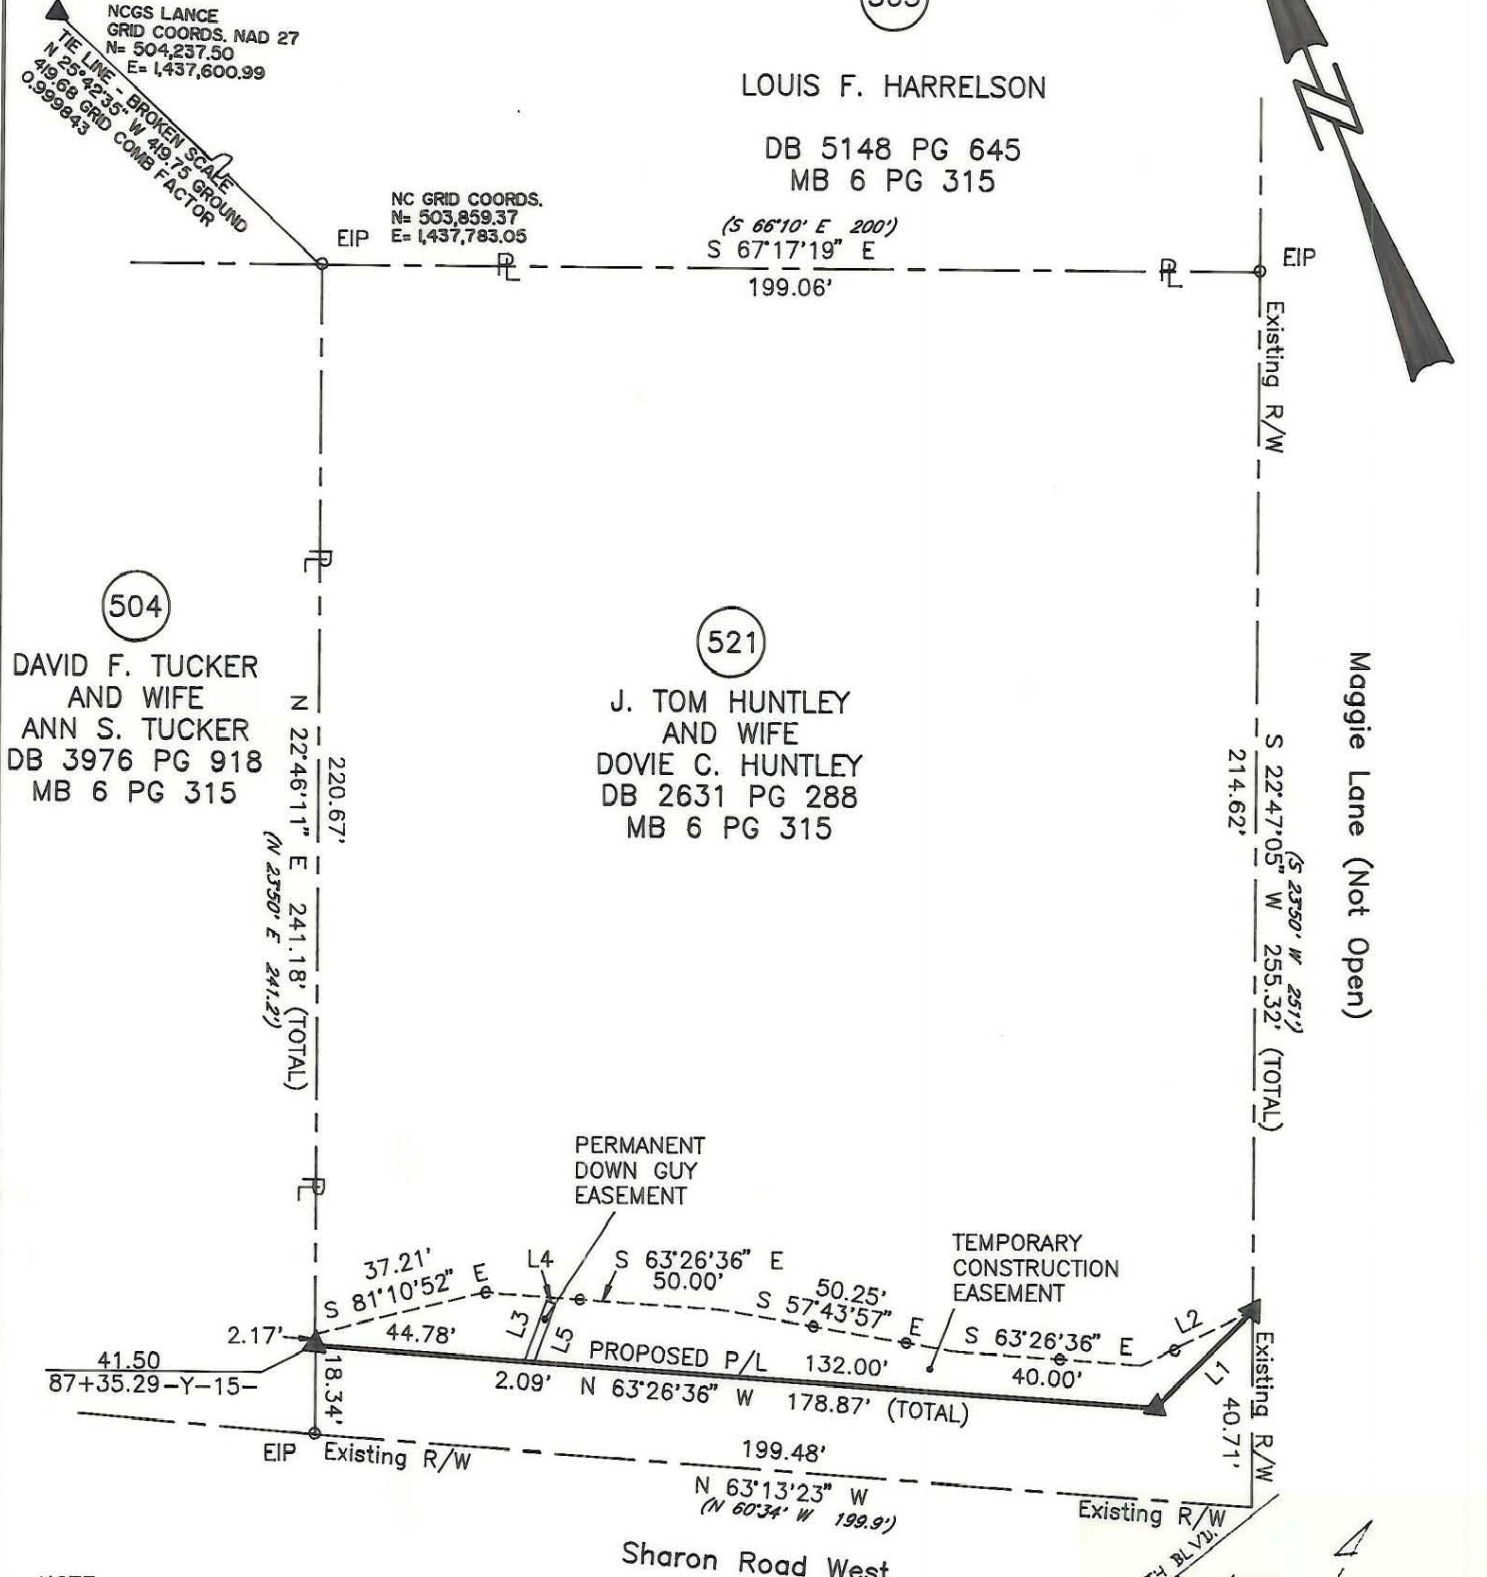 NCGS LANCE
GRID COORDS. NAD 27
N= 504,237.50
E= 1,437,600.99
TIE LINE - BROKEN SCALE
N 25°42'35" W 419.75 GROUND
419.68 GRID COMB FACTOR
0.999843
LOUIS F. HARRELSON
DB 5148 PG 645
MB 6 PG 315
NC GRID COORDS.
N= 503,859.37
E= 1,437,783.05
EIP
(S 66°10' E 200')
S 67°17'19" E
199.06'
PL
PL
EIP
Existing R/W
PL
504
DAVID F. TUCKER
AND WIFE
ANN S. TUCKER
DB 3976 PG 918
MB 6 PG 315
521
J. TOM HUNTLEY
AND WIFE
DOVIE C. HUNTLEY
DB 2631 PG 288
MB 6 PG 315
N 22°46'11" E 241.18' (TOTAL)
(N 23°50' E 241.2')
220.67'
214.62'
S 22°47'05" W 255.32' (TOTAL)
(S 23°50' W 251')
Maggie Lane (Not Open)
PL
PERMANENT
DOWN GUY
EASEMENT
TEMPORARY
CONSTRUCTION
EASEMENT
37.21'
S 81°10'52" E
L4
S 63°26'36" E
50.00'
50.25'
S 57°43'57" E
S 63°26'36" E
40.00'
L2
L1
L3
L5
2.17'
44.78'
PROPOSED P/L
132.00'
41.50
87+35.29-Y-15-
18.34'
2.09'
N 63°26'36" W 178.87' (TOTAL)
40.71'
Existing R/W
EIP
Existing R/W
199.48'
N 63°13'23" W
(N 60°34' W 199.9')
Existing R/W
Sharon Road West
BLVD.